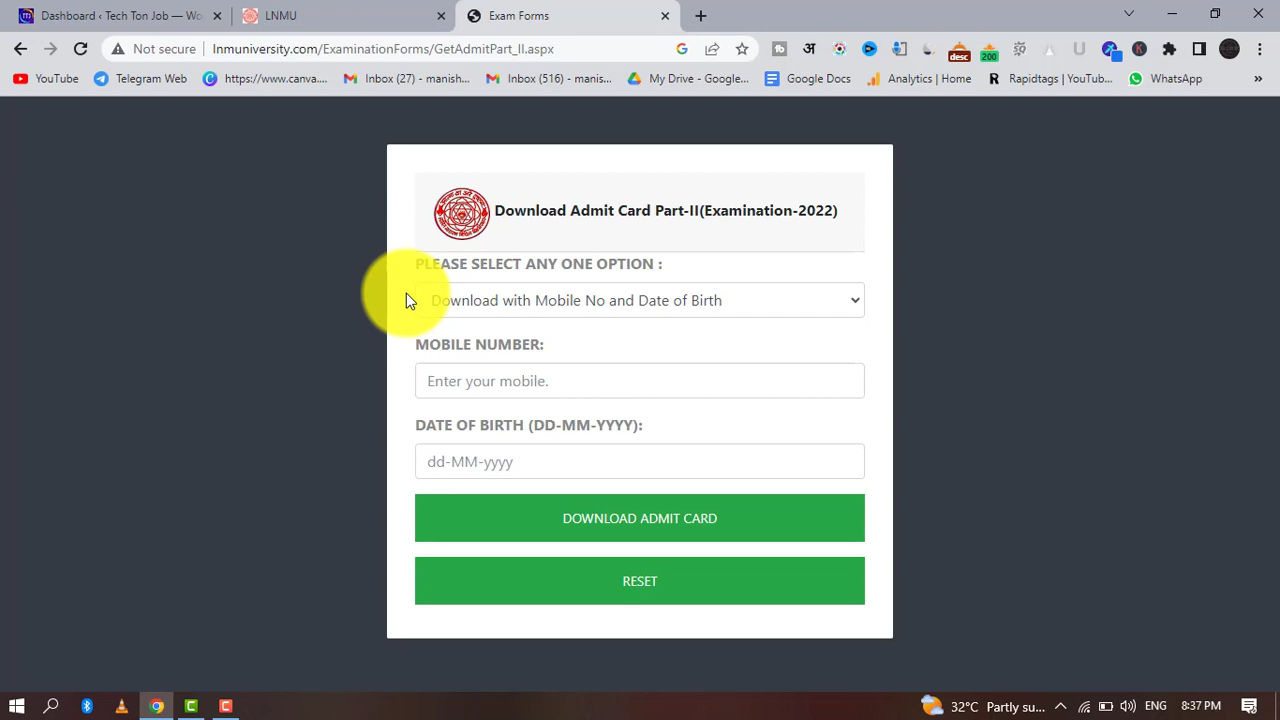 Dashboard ‹ Tech Ton Job — Wo
LNMU
Exam Forms
Not secure
lnmuniversity.com/ExaminationForms/GetAdmitPart_II.aspx
YouTube
Telegram Web
https://www.canva....
Inbox (27) - manish...
Inbox (516) - manis...
My Drive - Google...
Google Docs
Analytics | Home
Rapidtags | YouTub...
WhatsApp
»
अ
desc
200
Download Admit Card Part-II(Examination-2022)
PLEASE SELECT ANY ONE OPTION :
Download with Mobile No and Date of Birth
MOBILE NUMBER:
Enter your mobile.
DATE OF BIRTH (DD-MM-YYYY):
dd-MM-yyyy
DOWNLOAD ADMIT CARD
RESET
32°C Partly su...
ENG
8:37 PM